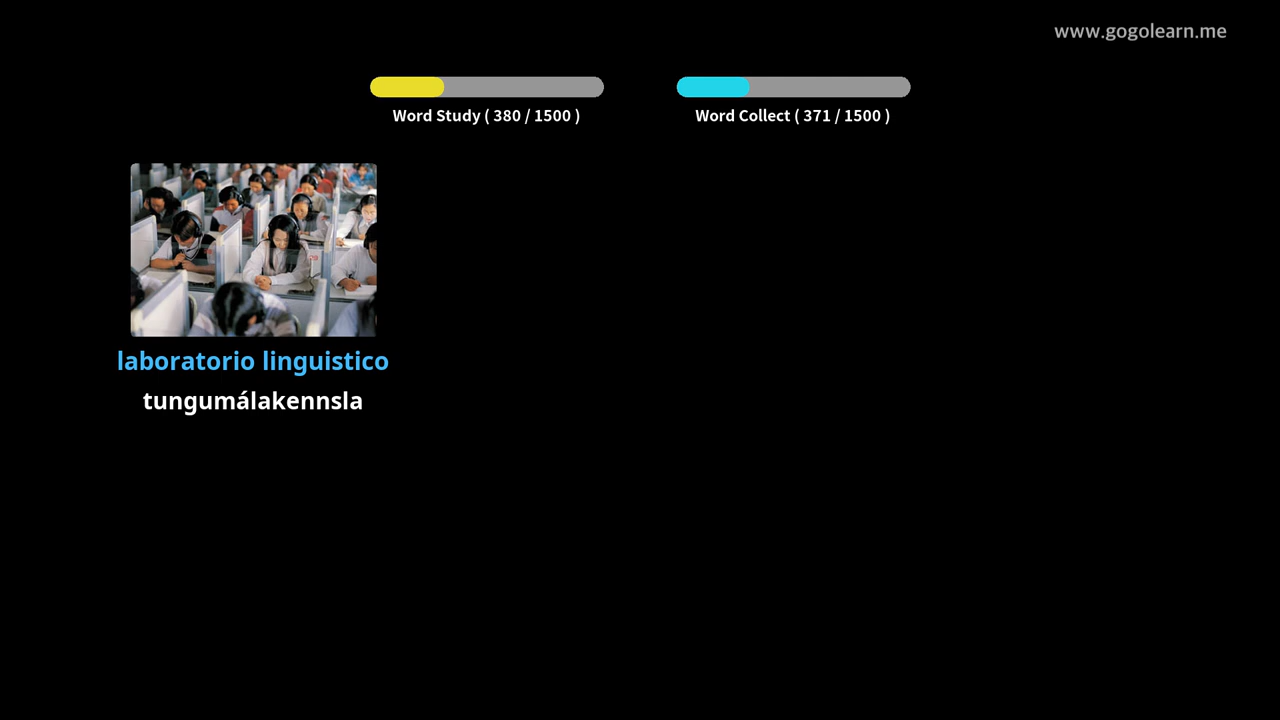 www.gogolearn.me
Word Study ( 380 / 1500 )
Word Collect ( 371 / 1500 )
laboratorio linguistico
tungumálakennsla